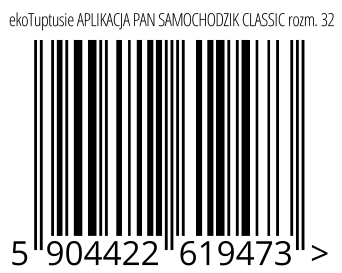 ekoTuptusie APLIKACJA PAN SAMOCHODZIK CLASSIC rozm. 32
5 904422 619473 >